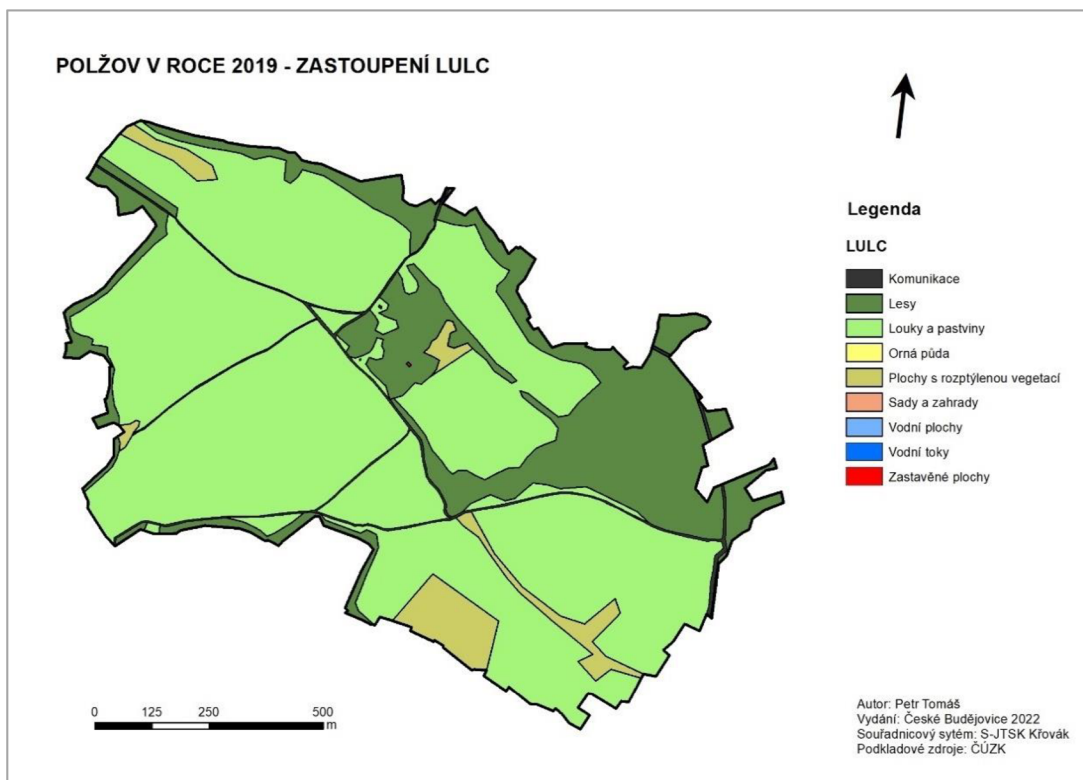 POLŽOV V ROCE 2019 - ZASTOUPENÍ LULC
Legenda
LULC
Komunikace
Lesy
Louky a pastviny
Orná půda
Plochy s rozptýlenou vegetací
Sady a zahrady
Vodní plochy
Vodní toky
Zastavěné plochy
0 125 250 500
m
Autor: Petr Tomáš
Vydání: České Budějovice 2022
Souřadnicový sytém: S-JTSK Křovák
Podkladové zdroje: ČÚZK